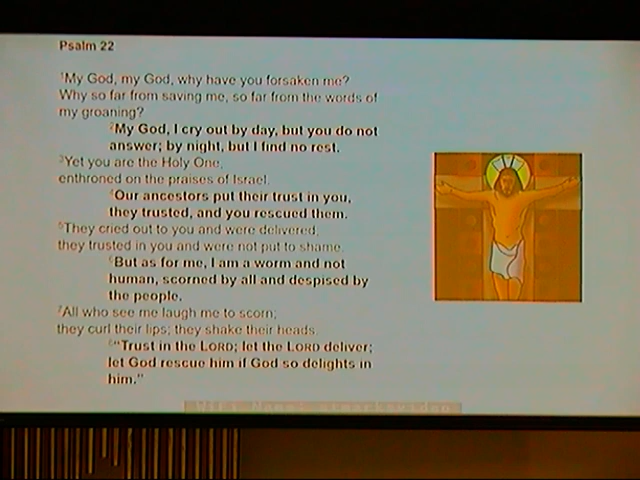 Psalm 22
¹My God, my God, why have you forsaken me?
Why so far from saving me, so far from the words of
my groaning?
²My God, I cry out by day, but you do not
answer; by night, but I find no rest.
³Yet you are the Holy One,
enthroned on the praises of Israel.
⁴Our ancestors put their trust in you,
they trusted, and you rescued them.
⁵They cried out to you and were delivered;
they trusted in you and were not put to shame.
⁶But as for me, I am a worm and not
human, scorned by all and despised by
the people.
⁷All who see me laugh me to scorn;
they curl their lips; they shake their heads.
⁸“Trust in the LORD; let the LORD deliver;
let God rescue him if God so delights in
him.”